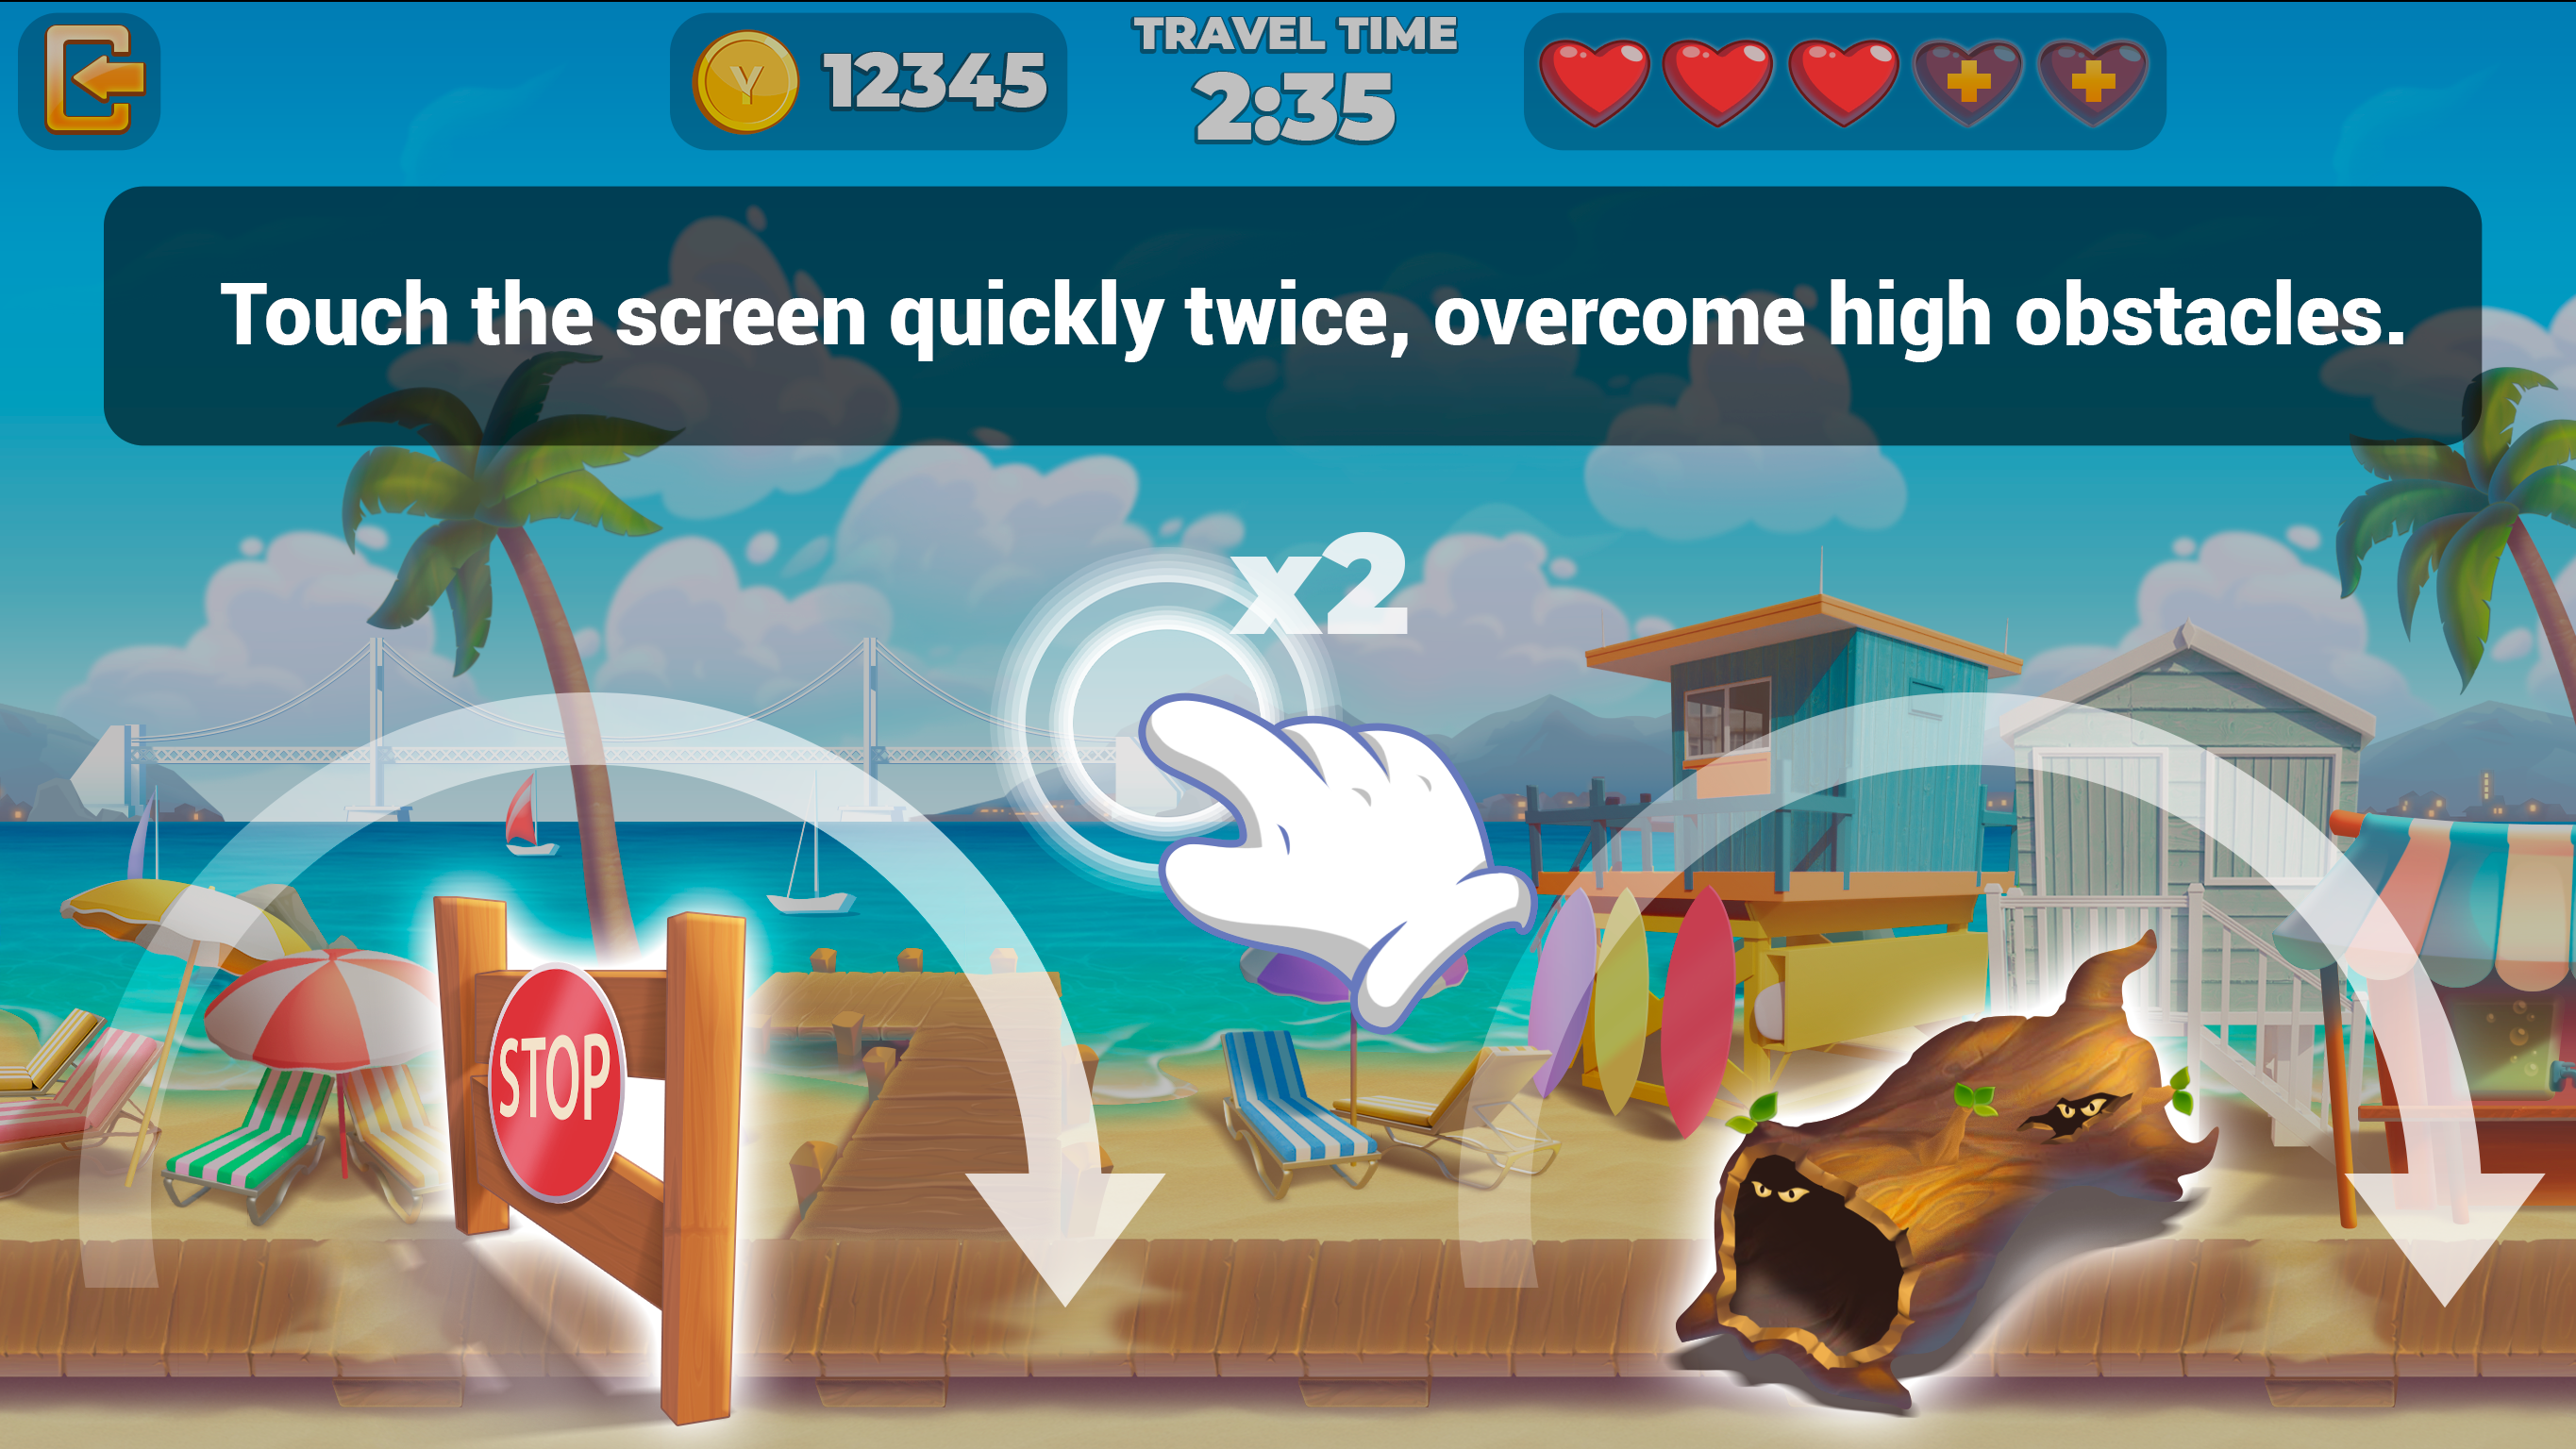 Y 12345
TRAVEL TIME
2:35
Touch the screen quickly twice, overcome high obstacles.
x2
STOP